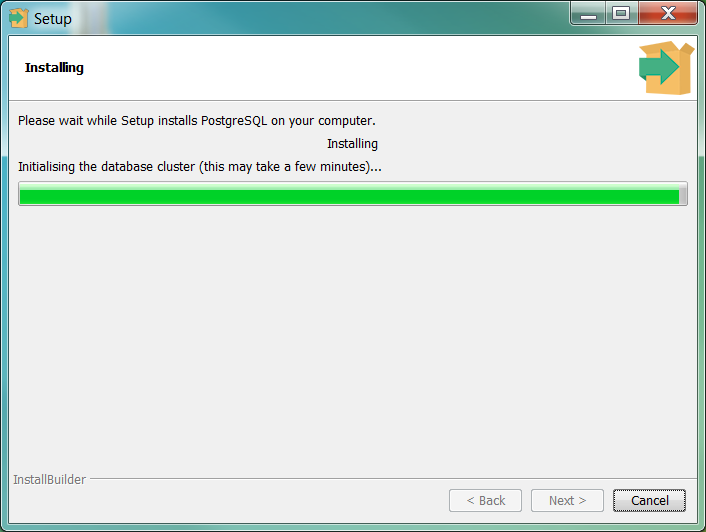 Setup
Installing
Please wait while Setup installs PostgreSQL on your computer.
Installing
Initialising the database cluster (this may take a few minutes)...
InstallBuilder
< Back
Next >
Cancel